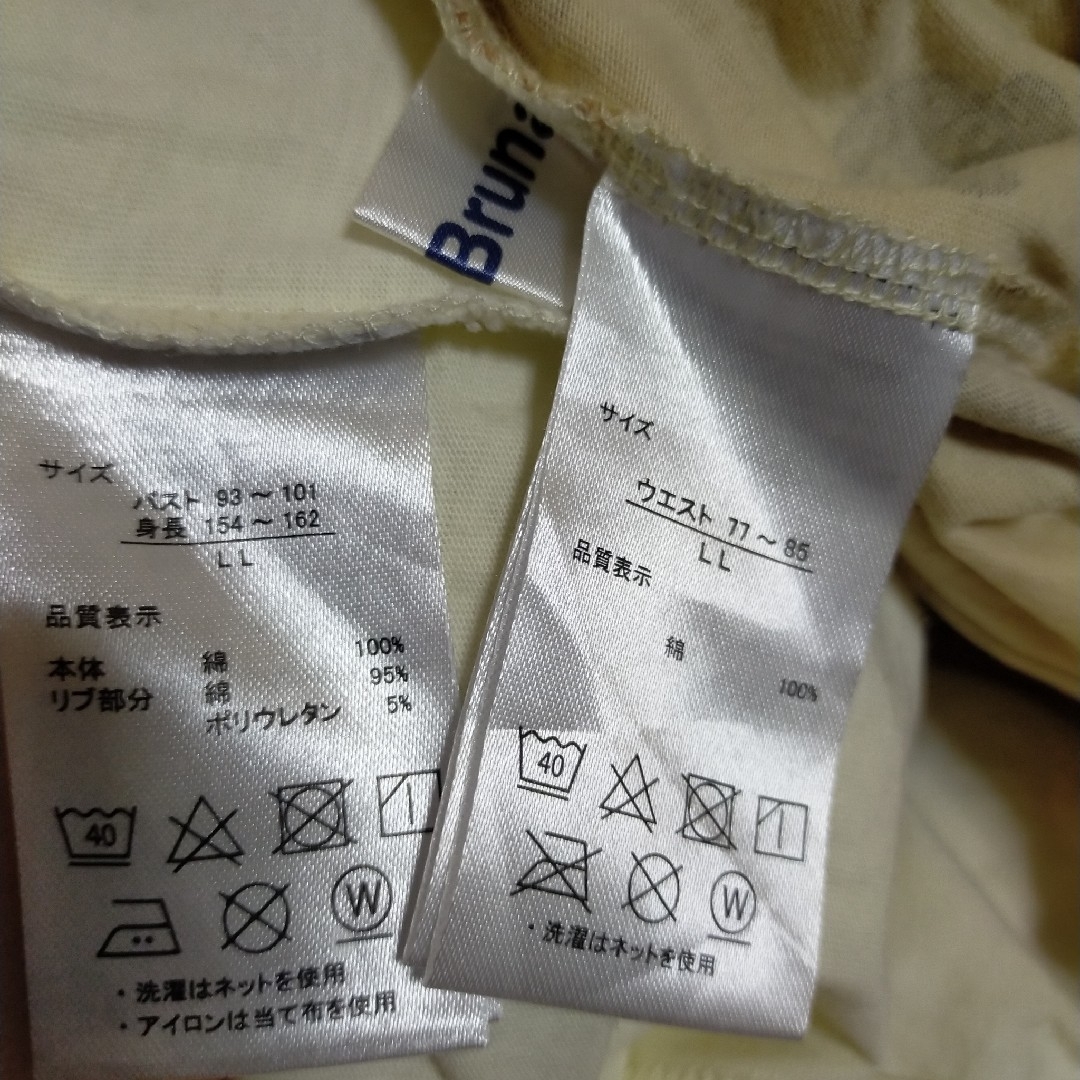 Bruna
サイズ
バスト 93～101
身長 154～162
LL
品質表示
本体 綿 100%
リブ部分 綿 95%
ポリウレタン 5%
40
W
・洗濯はネットを使用
・アイロンは当て布を使用
サイズ
ウエスト 77～85
LL
品質表示
綿 100%
40
W
・洗濯はネットを使用